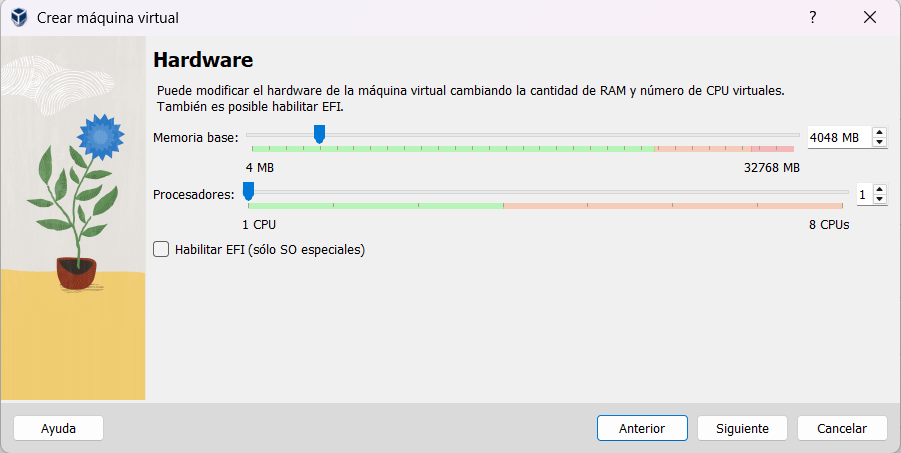 Crear máquina virtual
?
Hardware
Puede modificar el hardware de la máquina virtual cambiando la cantidad de RAM y número de CPU virtuales.
También es posible habilitar EFI.
Memoria base:
4048 MB
4 MB
32768 MB
Procesadores:
1
1 CPU
8 CPUs
Habilitar EFI (sólo SO especiales)
Ayuda
Anterior
Siguiente
Cancelar